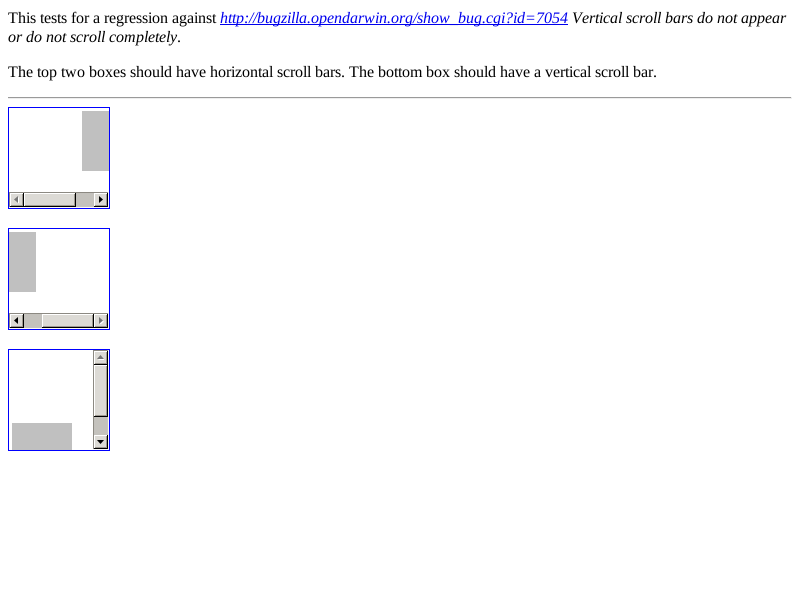 This tests for a regression against http://bugzilla.opendarwin.org/show_bug.cgi?id=7054 Vertical scroll bars do not appear
or do not scroll completely.
The top two boxes should have horizontal scroll bars. The bottom box should have a vertical scroll bar.